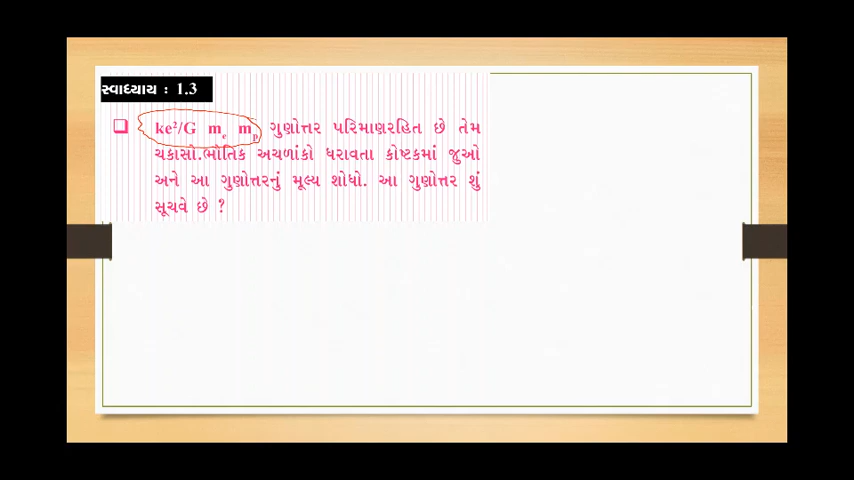 સ્વાધ્યાય : 1.3
ke²/G mₑ mₚ ગુણોત્તર પરિમાણરહિત છે તેમ
ચકાસો.ભૌતિક અચળાંકો ધરાવતા કોષ્ટકમાં જુઓ
અને આ ગુણોત્તરનું મૂલ્ય શોધો. આ ગુણોત્તર શું
સૂચવે છે ?